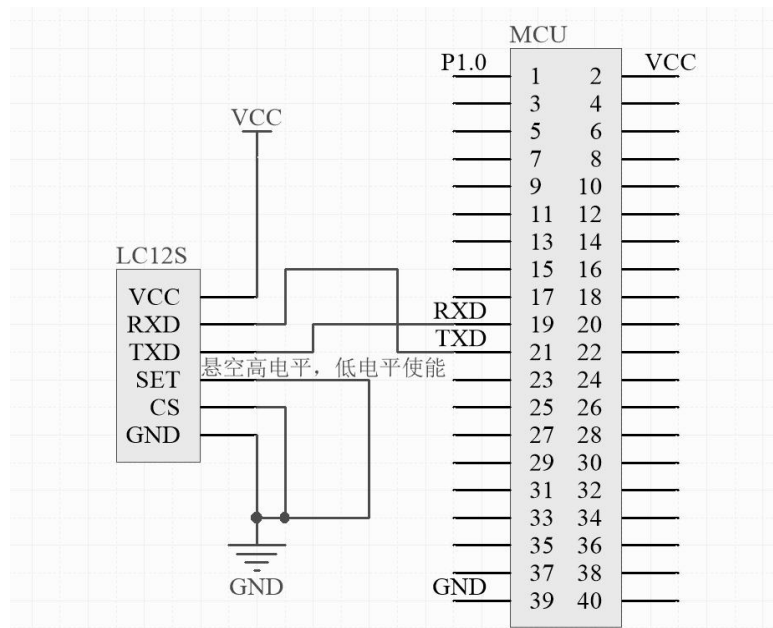 MCU
P1.0
1 2 VCC
3 4
5 6
VCC
7 8
9 10
11 12
13 14
LC12S
15 16
VCC
17 18
RXD
RXD
19 20
TXD
TXD
21 22
悬空高电平，低电平使能
SET
23 24
CS
25 26
GND
27 28
29 30
31 32
33 34
35 36
37 38
GND
GND
39 40